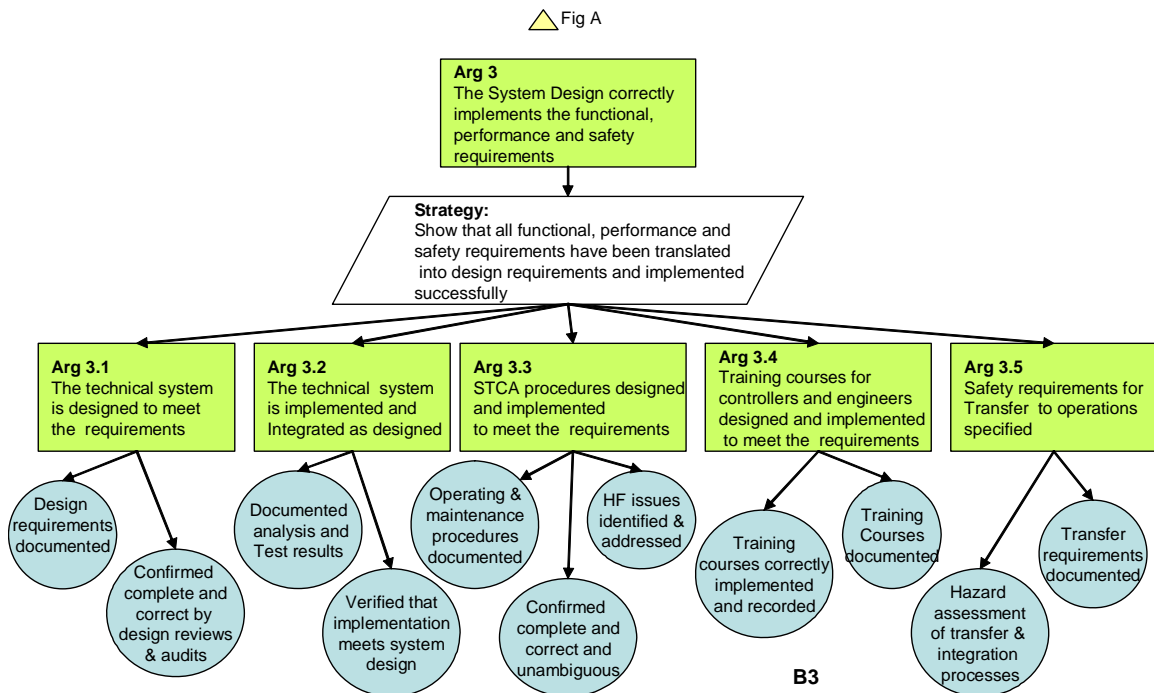 Fig A
Arg 3
The System Design correctly
implements the functional,
performance and safety
requirements
Strategy:
Show that all functional, performance and
safety requirements have been translated
into design requirements and implemented
successfully
Arg 3.1
The technical system
is designed to meet
the requirements
Arg 3.2
The technical system
is implemented and
Integrated as designed
Arg 3.3
STCA procedures designed
and implemented
to meet the requirements
Arg 3.4
Training courses for
controllers and engineers
designed and implemented
to meet the requirements
Arg 3.5
Safety requirements for
Transfer to operations
specified
Design
requirements
documented
Confirmed
complete and
correct by
design reviews
& audits
Documented
analysis and
Test results
Verified that
implementation
meets system
design
Operating &
maintenance
procedures
documented
Confirmed
complete and
correct and
unambiguous
HF issues
identified &
addressed
Training
courses correctly
implemented
and recorded
Training
Courses
documented
Hazard
assessment
of transfer &
integration
processes
Transfer
requirements
documented
B3